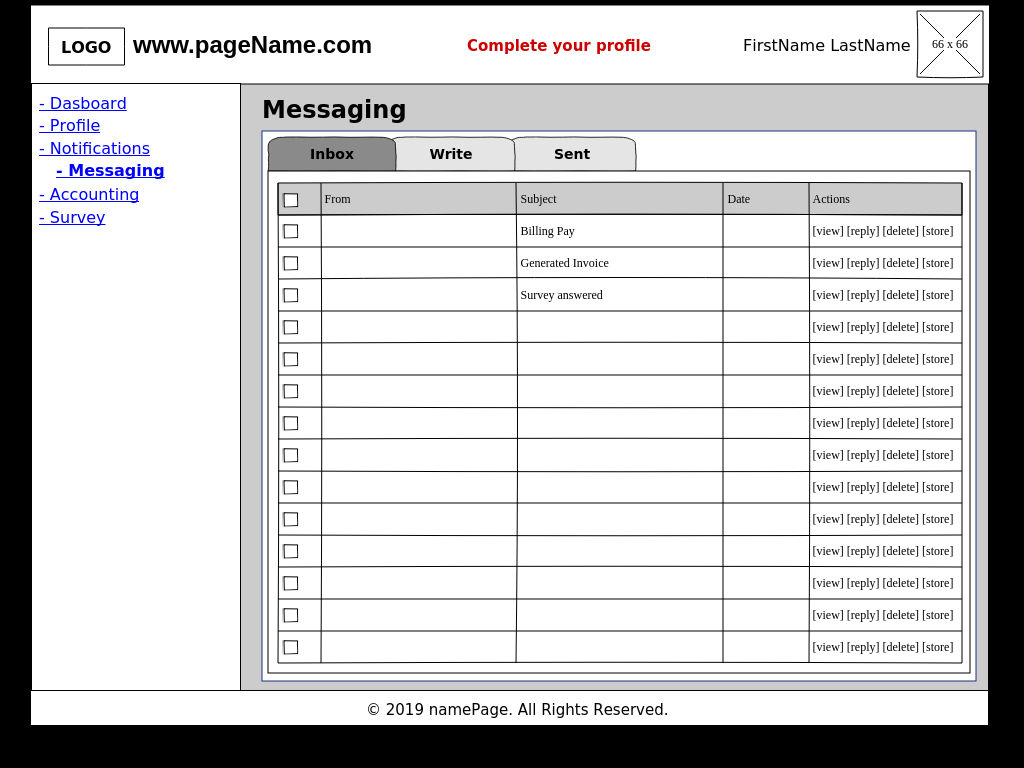 LOGO www.pageName.com Complete your profile FirstName LastName 66 x 66
- Dasboard
- Profile
- Notifications
- Messaging
- Accounting
- Survey
Messaging
Inbox Write Sent
From Subject Date Actions
Billing Pay [view] [reply] [delete] [store]
Generated Invoice [view] [reply] [delete] [store]
Survey answered [view] [reply] [delete] [store]
[view] [reply] [delete] [store]
[view] [reply] [delete] [store]
[view] [reply] [delete] [store]
[view] [reply] [delete] [store]
[view] [reply] [delete] [store]
[view] [reply] [delete] [store]
[view] [reply] [delete] [store]
[view] [reply] [delete] [store]
[view] [reply] [delete] [store]
[view] [reply] [delete] [store]
[view] [reply] [delete] [store]
© 2019 namePage. All Rights Reserved.